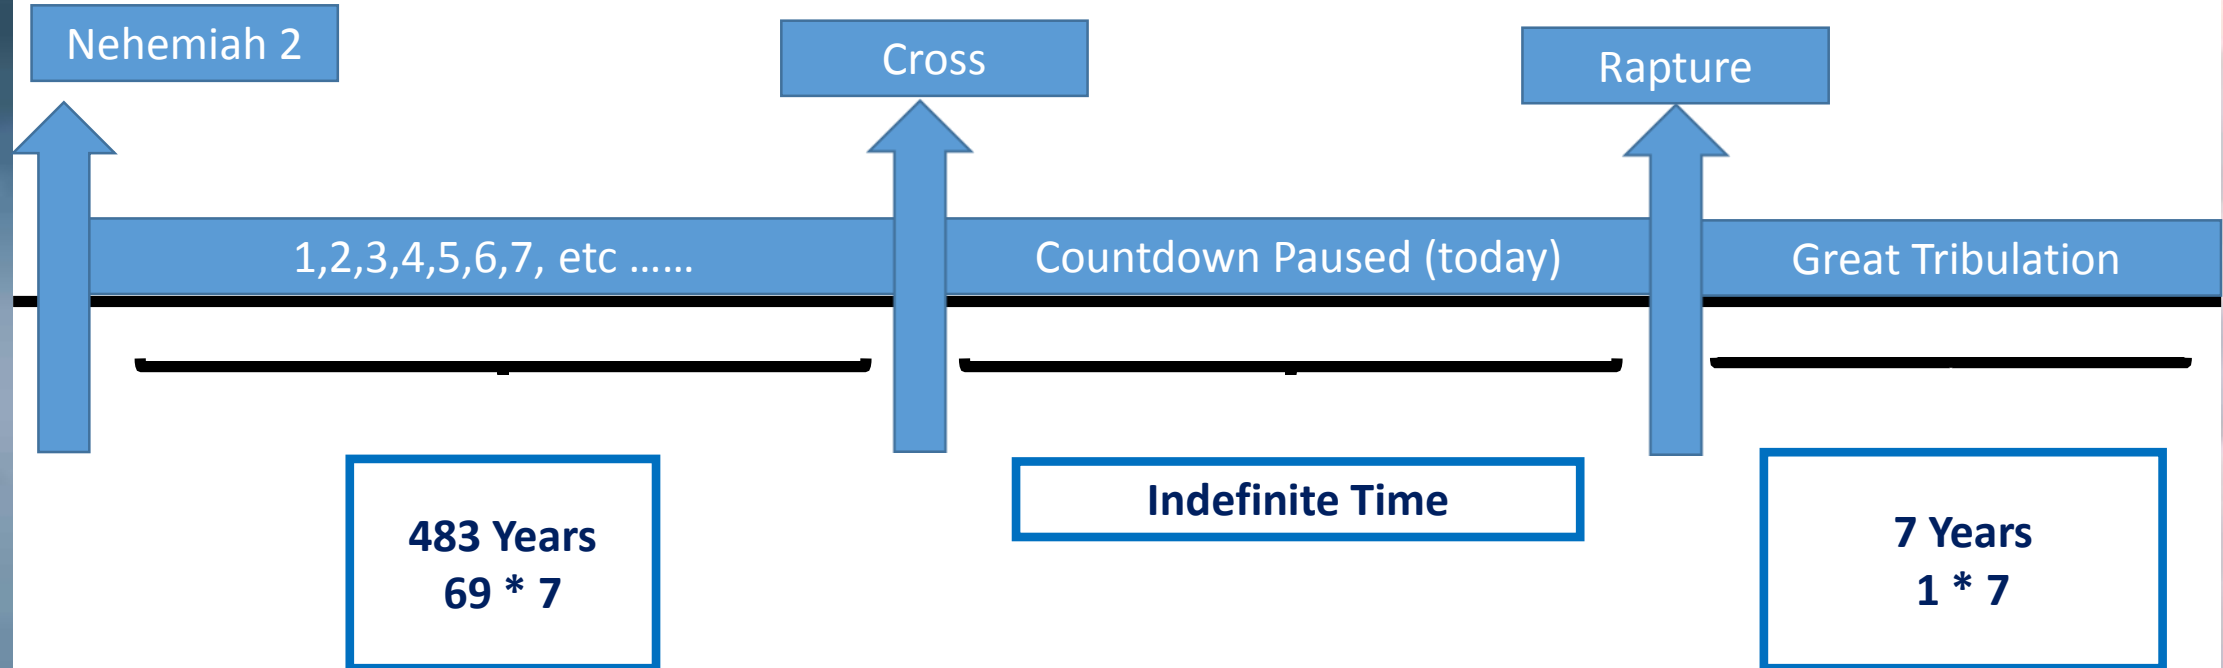 Nehemiah 2
Cross
Rapture
1,2,3,4,5,6,7, etc ......
Countdown Paused (today)
Great Tribulation
483 Years
69 * 7
Indefinite Time
7 Years
1 * 7